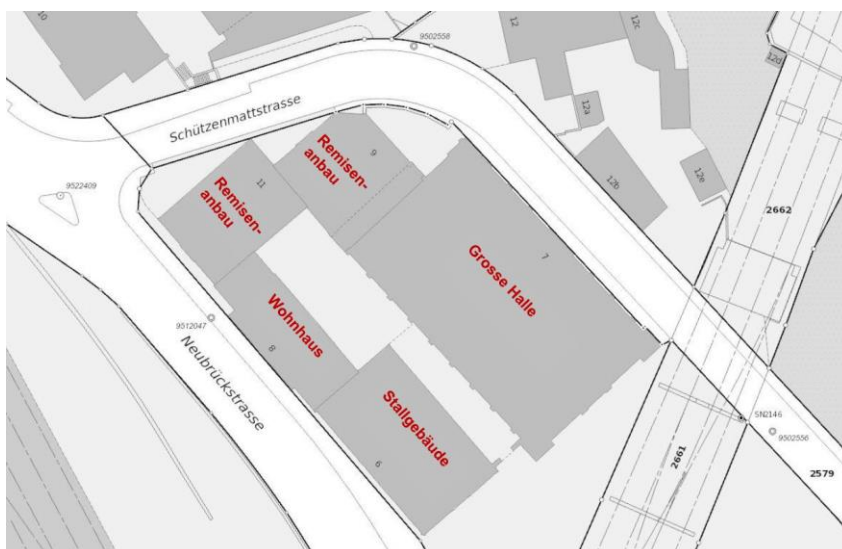 10
12
12c
9502558
12d
12a
Schützenmattstrasse
Remisen-
anbau
9
Remisen-
anbau
11
12b
12e
9522409
2662
Grosse Halle
7
Wohnhaus
8
9512047
Neubrückstrasse
Stallgebäude
6
SN2146
9502556
2661
2579